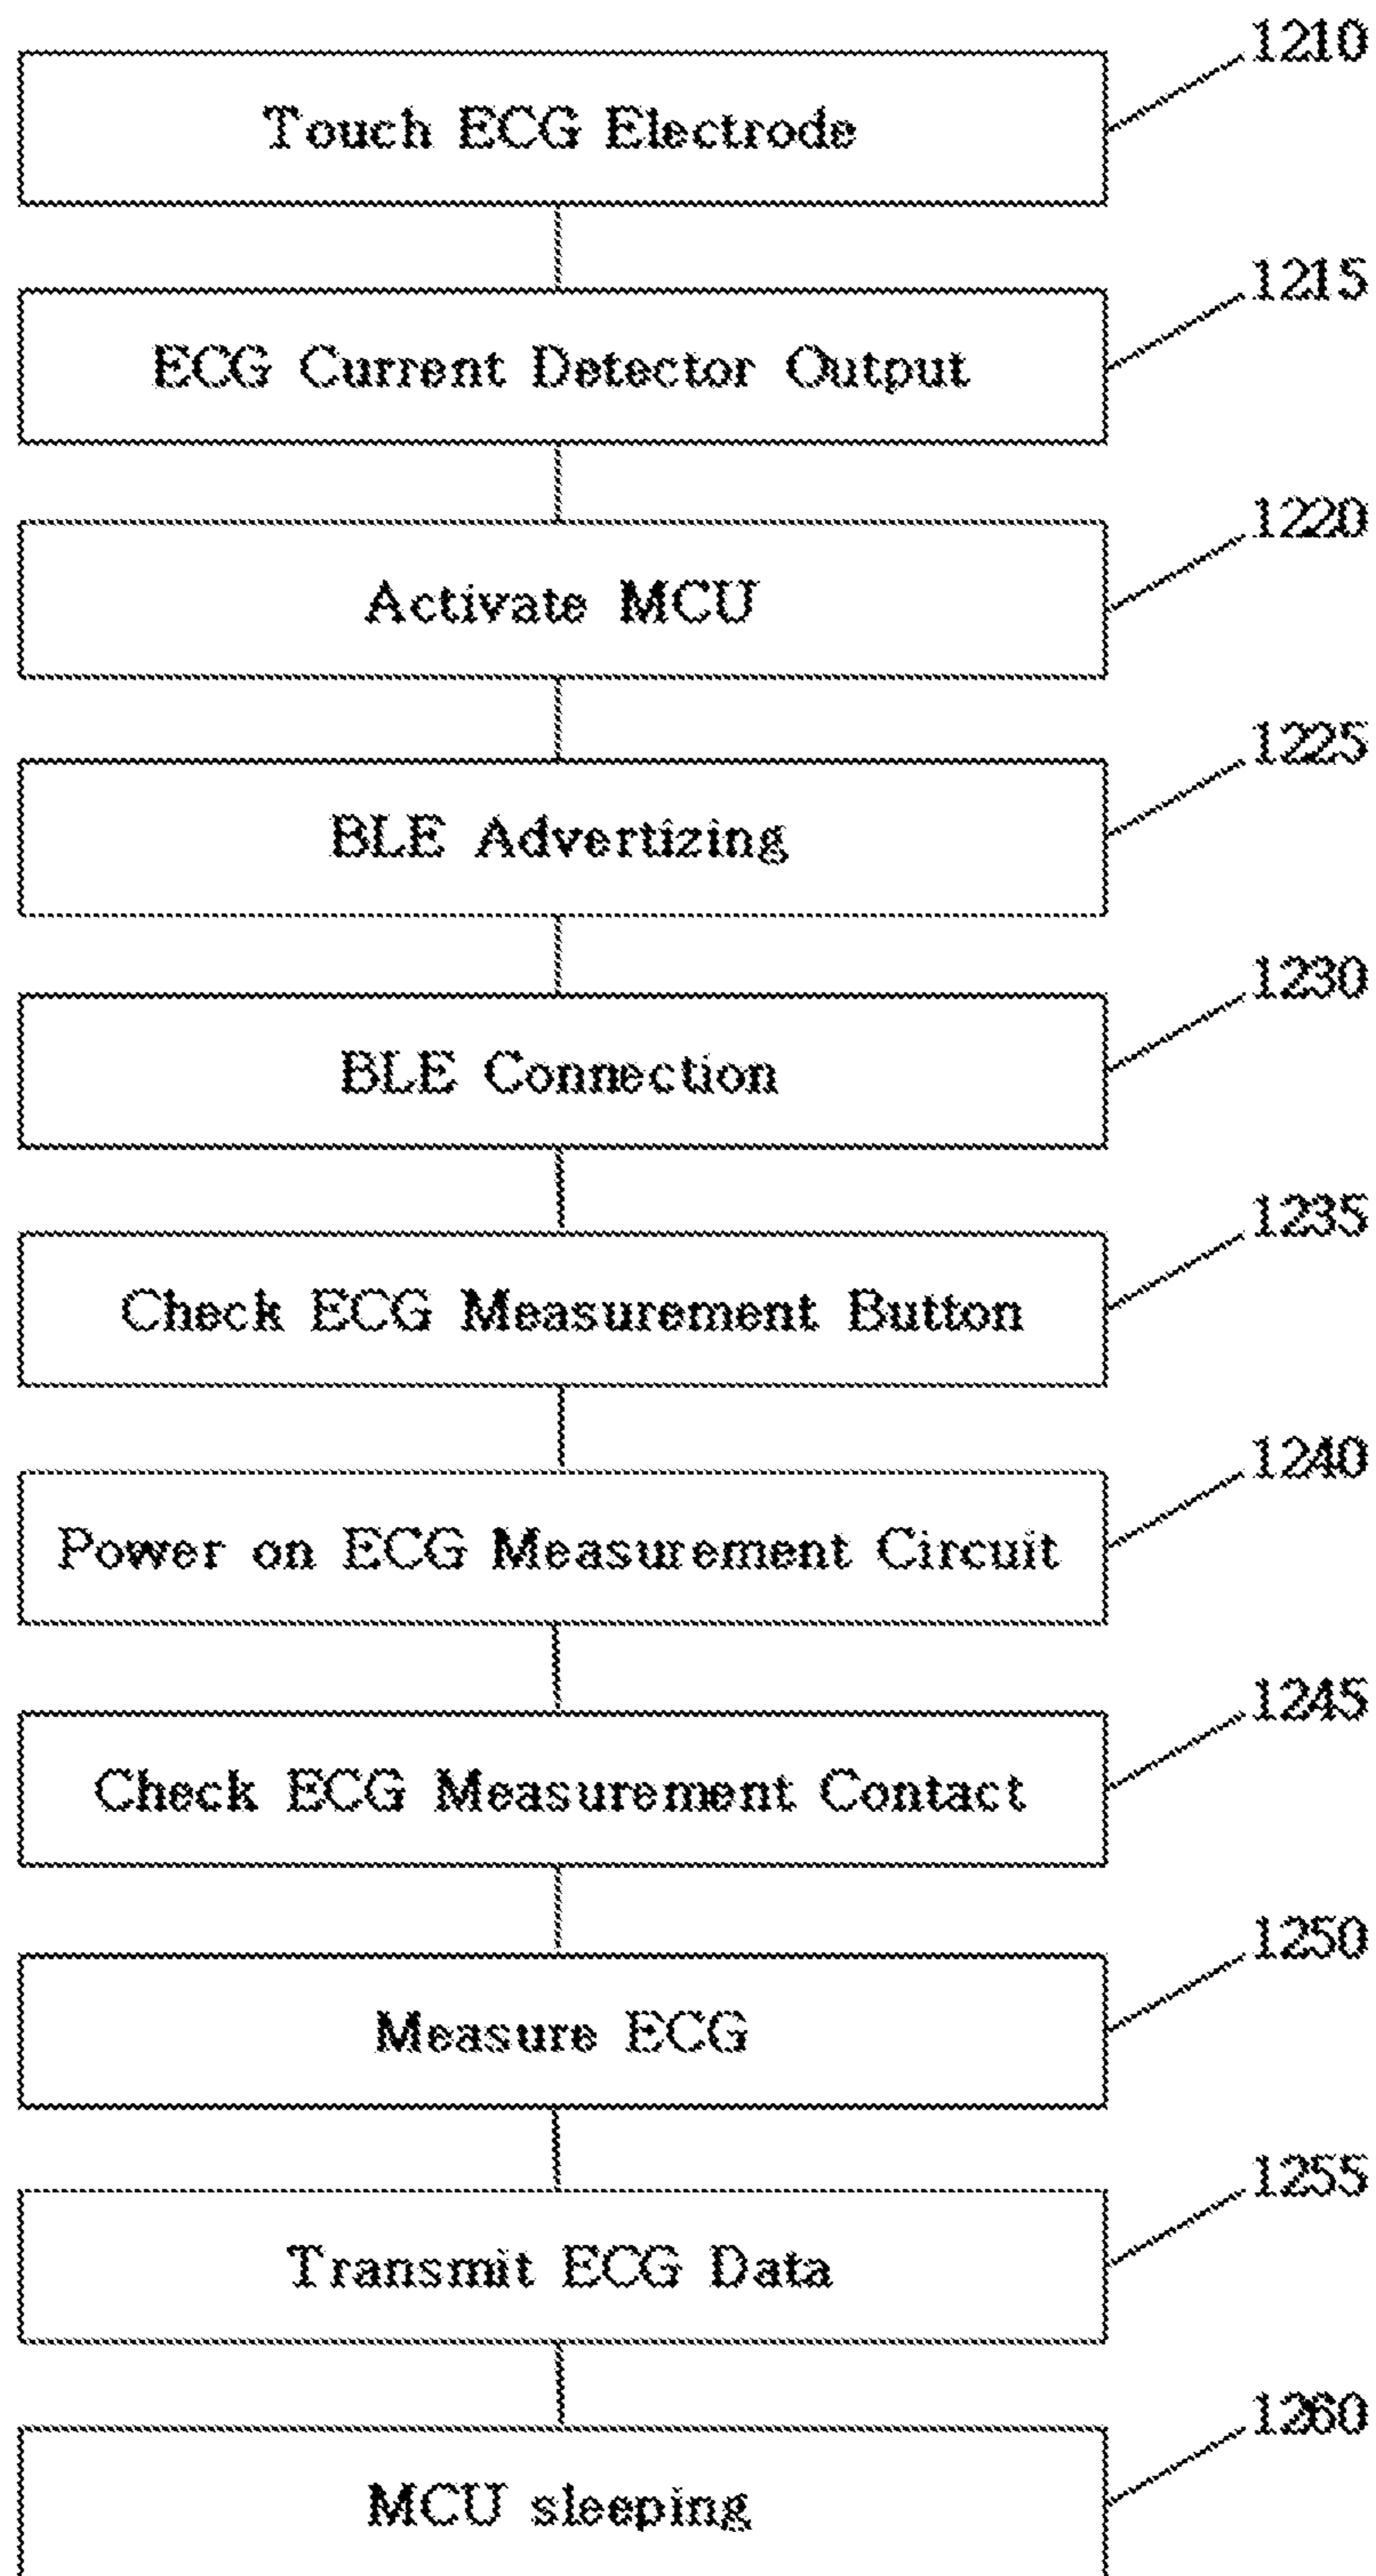 1210
Touch ECG Electrode
1215
ECG Current Detector Output
1220
Activate MCU
1225
BLE Advertizing
1230
BLE Connection
1235
Check ECG Measurement Button
1240
Power on ECG Measurement Circuit
1245
Check ECG Measurement Contact
1250
Measure ECG
1255
Transmit ECG Data
1260
MCU sleeping